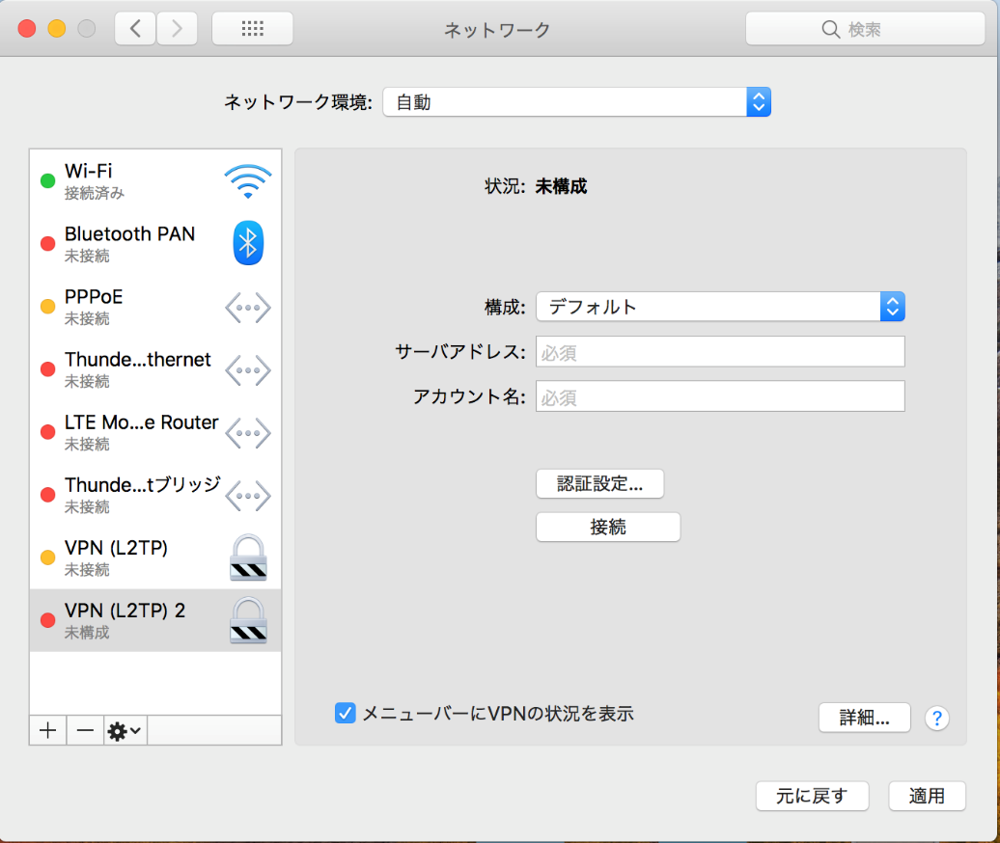 ネットワーク
検索
ネットワーク環境: 自動
Wi-Fi
接続済み
Bluetooth PAN
未接続
PPPoE
未接続
Thunde...thernet
未接続
LTE Mo...e Router
未接続
Thunde...tブリッジ
未接続
VPN (L2TP)
未接続
VPN (L2TP) 2
未構成
状況: 未構成
構成: デフォルト
サーバアドレス: 必須
アカウント名: 必須
認証設定...
接続
メニューバーにVPNの状況を表示
詳細... ?
元に戻す 適用